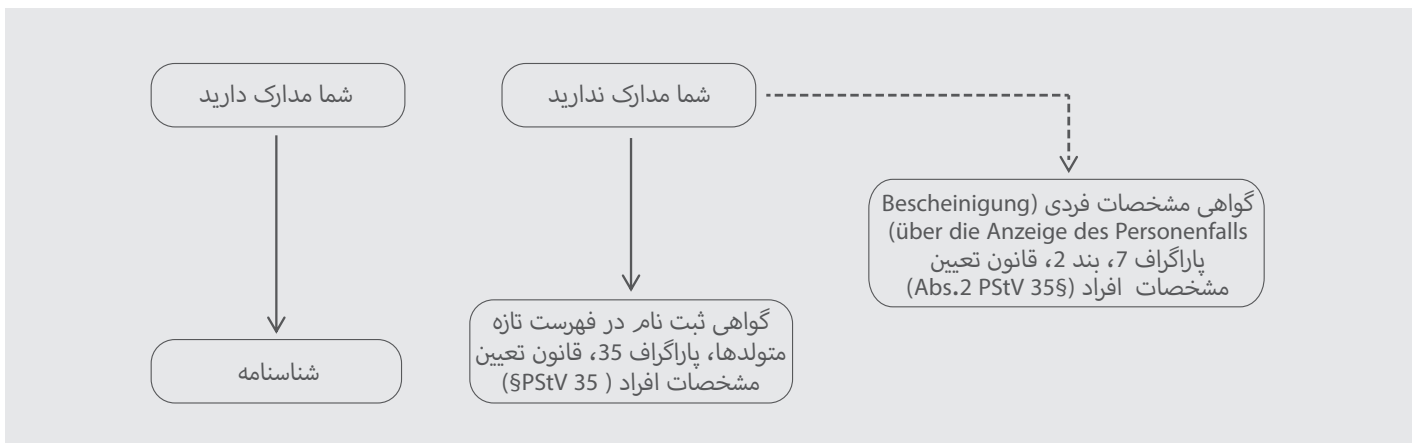 شما مدارک دارید
شما مدارک ندارید
گواهی مشخصات فردی (Bescheinigung
über die Anzeige des Personenfalls)
پاراگراف 7، بند 2، قانون تعیین
مشخصات افراد (§35 Abs.2 PStV)
شناسنامه
گواهی ثبت نام در فهرست تازه
متولدها، پاراگراف 35، قانون تعیین
مشخصات افراد ( 35 PStV§)